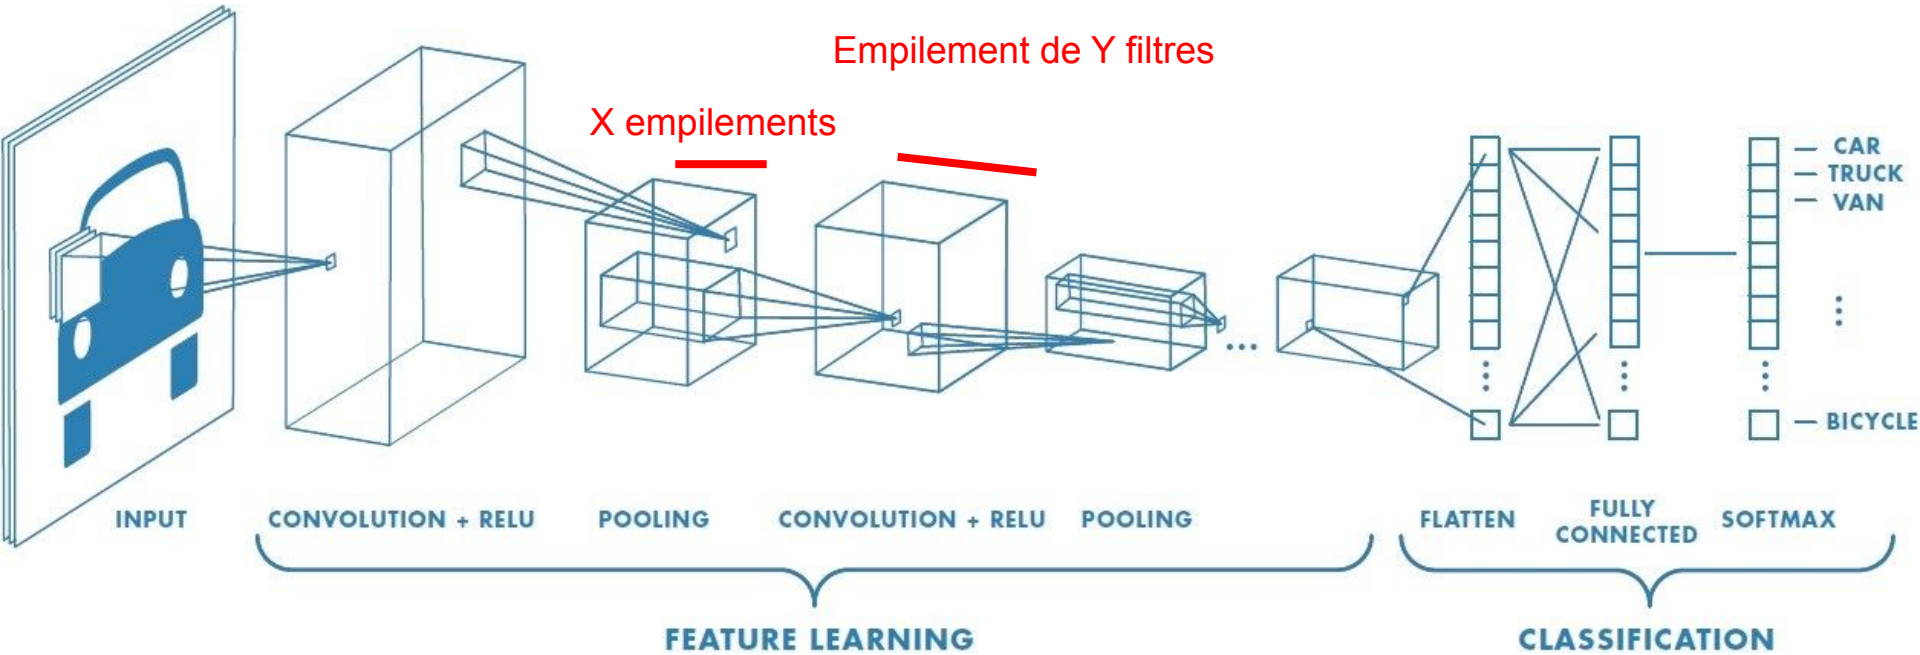 Empilement de Y filtres
X empilements
CAR
TRUCK
VAN
BICYCLE
INPUT
CONVOLUTION + RELU
POOLING
CONVOLUTION + RELU
POOLING
FLATTEN
FULLY
CONNECTED
SOFTMAX
FEATURE LEARNING
CLASSIFICATION